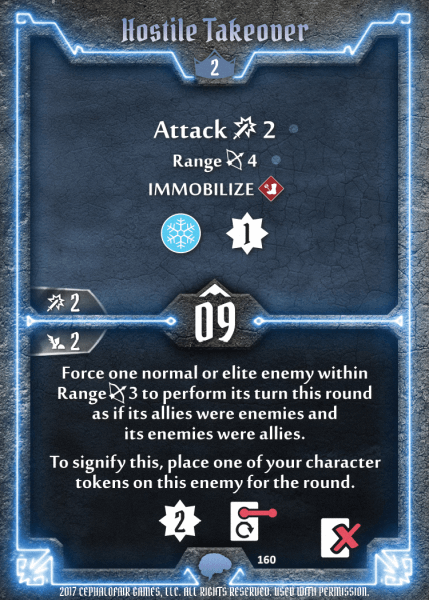 Hostile Takeover
2
Attack 2
Range 4
IMMOBILIZE
1
2
09
2
Force one normal or elite enemy within
Range 3 to perform its turn this round
as if its allies were enemies and
its enemies were allies.
To signify this, place one of your character
tokens on this enemy for the round.
2
160
2017 CEPHALOFAIR GAMES, LLC. ALL RIGHTS RESERVED. USED WITH PERMISSION.